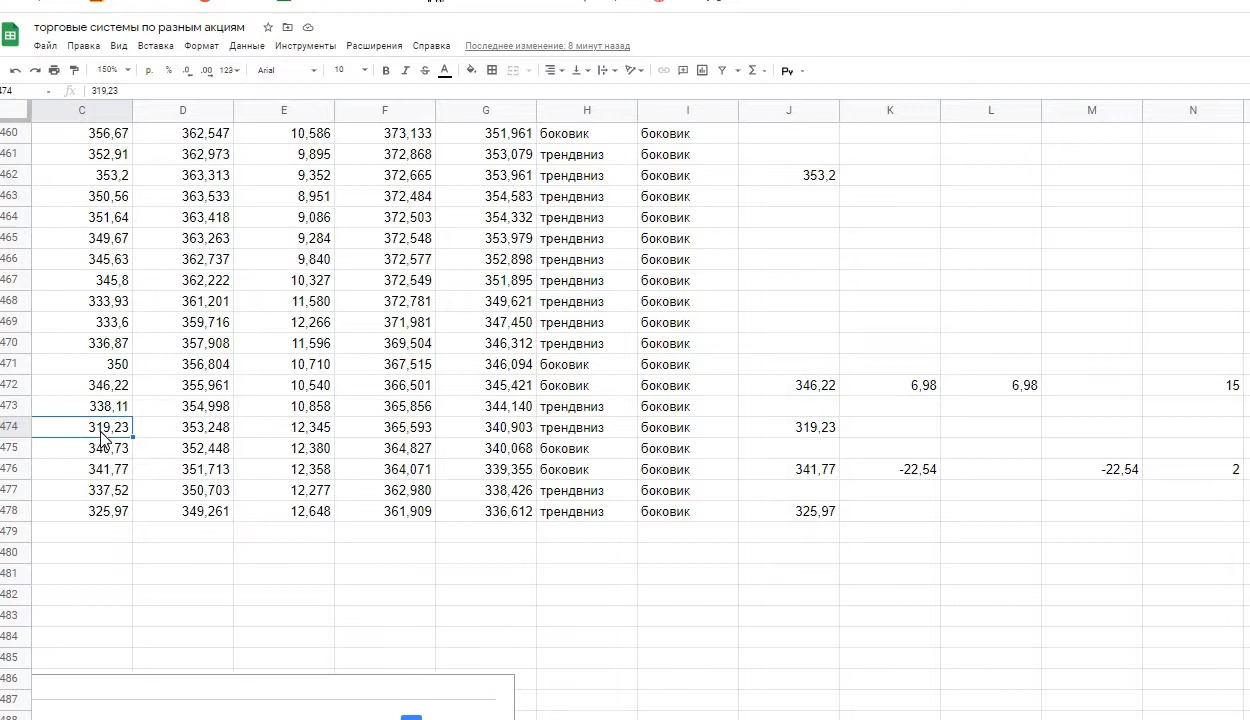 торговые системы по разным акциям
Файл Правка Вид Вставка Формат Данные Инструменты Расширения Справка Последнее изменение: 8 минут назад
150% р. % .0 .00 123 Arial 10 B I S A Σ Рv
474 fx 319,23
C D E F G H I J K L M N
460 356,67 362,547 10,586 373,133 351,961 боковик боковик
461 352,91 362,973 9,895 372,868 353,079 трендвниз боковик
462 353,2 363,313 9,352 372,665 353,961 трендвниз боковик 353,2
463 350,56 363,533 8,951 372,484 354,583 трендвниз боковик
464 351,64 363,418 9,086 372,503 354,332 трендвниз боковик
465 349,67 363,263 9,284 372,548 353,979 трендвниз боковик
466 345,63 362,737 9,840 372,577 352,898 трендвниз боковик
467 345,8 362,222 10,327 372,549 351,895 трендвниз боковик
468 333,93 361,201 11,580 372,781 349,621 трендвниз боковик
469 333,6 359,716 12,266 371,981 347,450 трендвниз боковик
470 336,87 357,908 11,596 369,504 346,312 трендвниз боковик
471 350 356,804 10,710 367,515 346,094 боковик боковик
472 346,22 355,961 10,540 366,501 345,421 боковик боковик 346,22 6,98 6,98 15
473 338,11 354,998 10,858 365,856 344,140 трендвниз боковик
474 319,23 353,248 12,345 365,593 340,903 трендвниз боковик 319,23
475 352,448 12,380 364,827 340,068 боковик боковик
476 341,77 351,713 12,358 364,071 339,355 боковик боковик 341,77 -22,54 -22,54 2
477 337,52 350,703 12,277 362,980 338,426 трендвниз боковик
478 325,97 349,261 12,648 361,909 336,612 трендвниз боковик 325,97
479
480
481
482
483
484
485
486
487